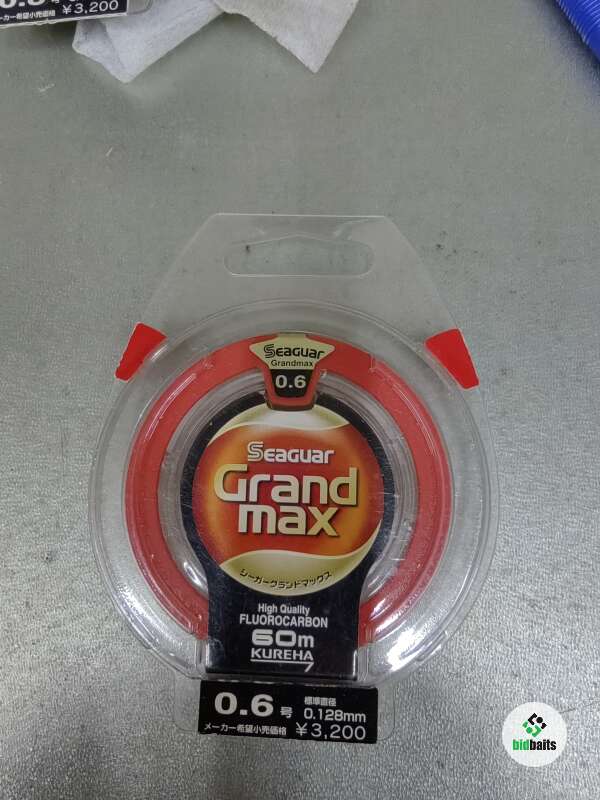 0.8 号
メーカー希望小売価格 ¥3,200
SEAGUAR
Grandmax
0.6
SEAGUAR
Grand
max
シーガーグランドマックス
High Quality
FLUOROCARBON
60m
KUREHA
0.6 号 標準直径 0.128mm
メーカー希望小売価格 ¥3,200
bidbaits